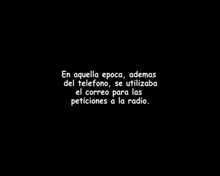 En aquella epoca, ademas
del telefono, se utilizaba
el correo para las
peticiones a la radio.